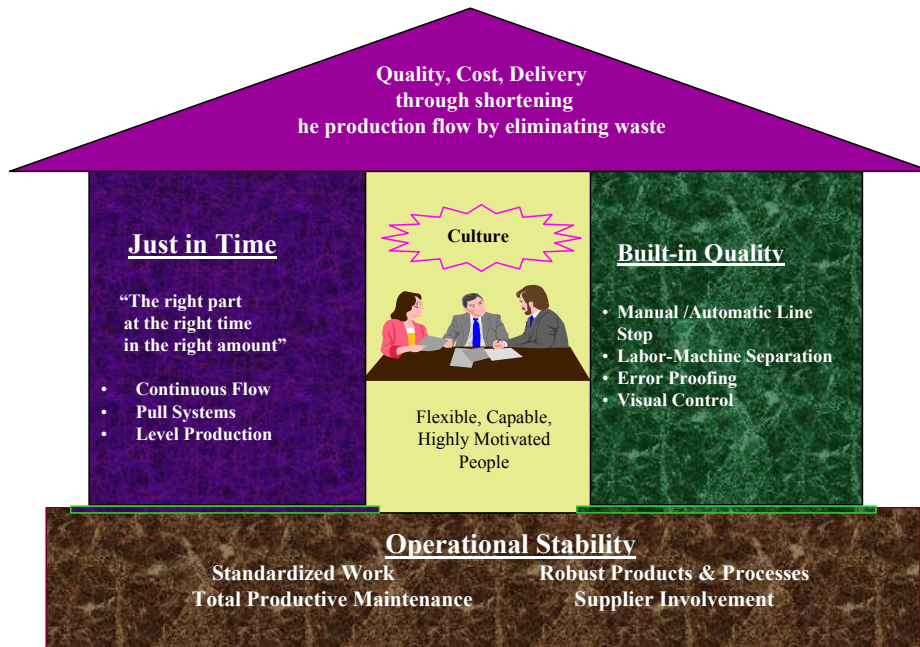 Quality, Cost, Delivery
through shortening
he production flow by eliminating waste
Just in Time
“The right part
at the right time
in the right amount”
• Continuous Flow
• Pull Systems
• Level Production
Culture
Flexible, Capable,
Highly Motivated
People
Built-in Quality
• Manual /Automatic Line
Stop
• Labor-Machine Separation
• Error Proofing
• Visual Control
Operational Stability
Standardized Work Robust Products & Processes
Total Productive Maintenance Supplier Involvement